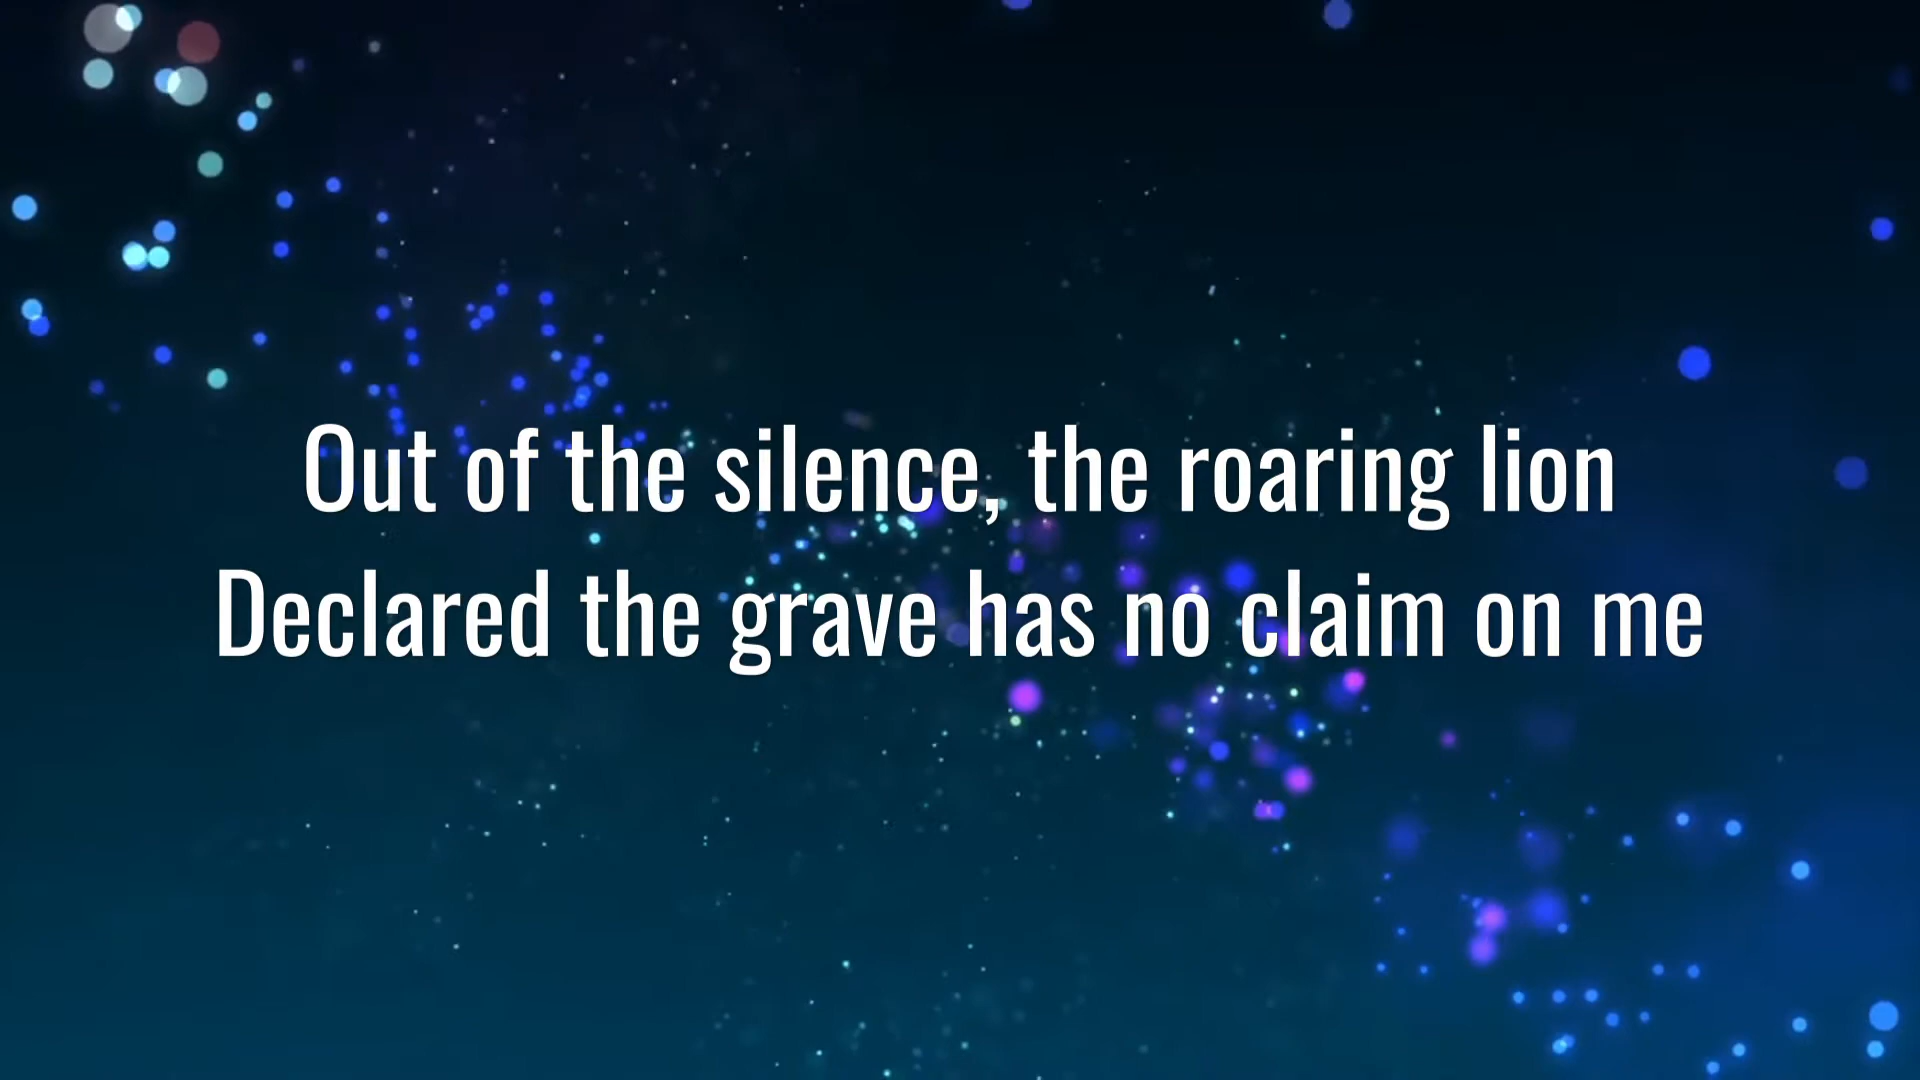 Out of the silence, the roaring lion
Declared the grave has no claim on me